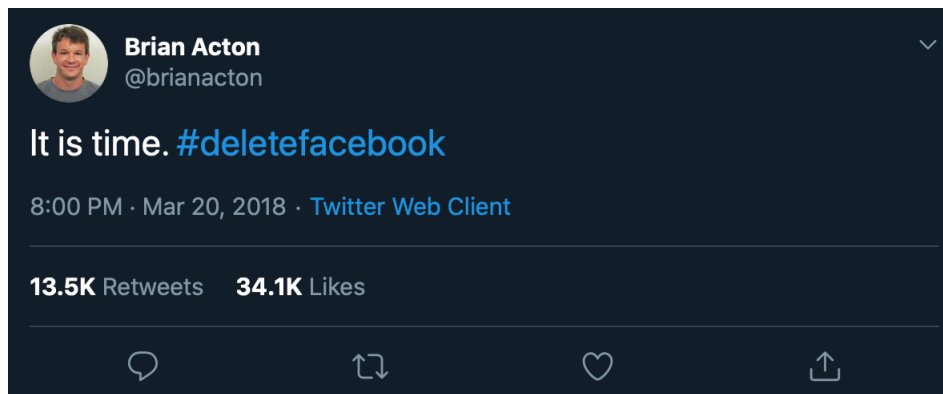 Brian Acton
@brianacton
It is time. #deletefacebook
8:00 PM · Mar 20, 2018 · Twitter Web Client
13.5K Retweets 34.1K Likes